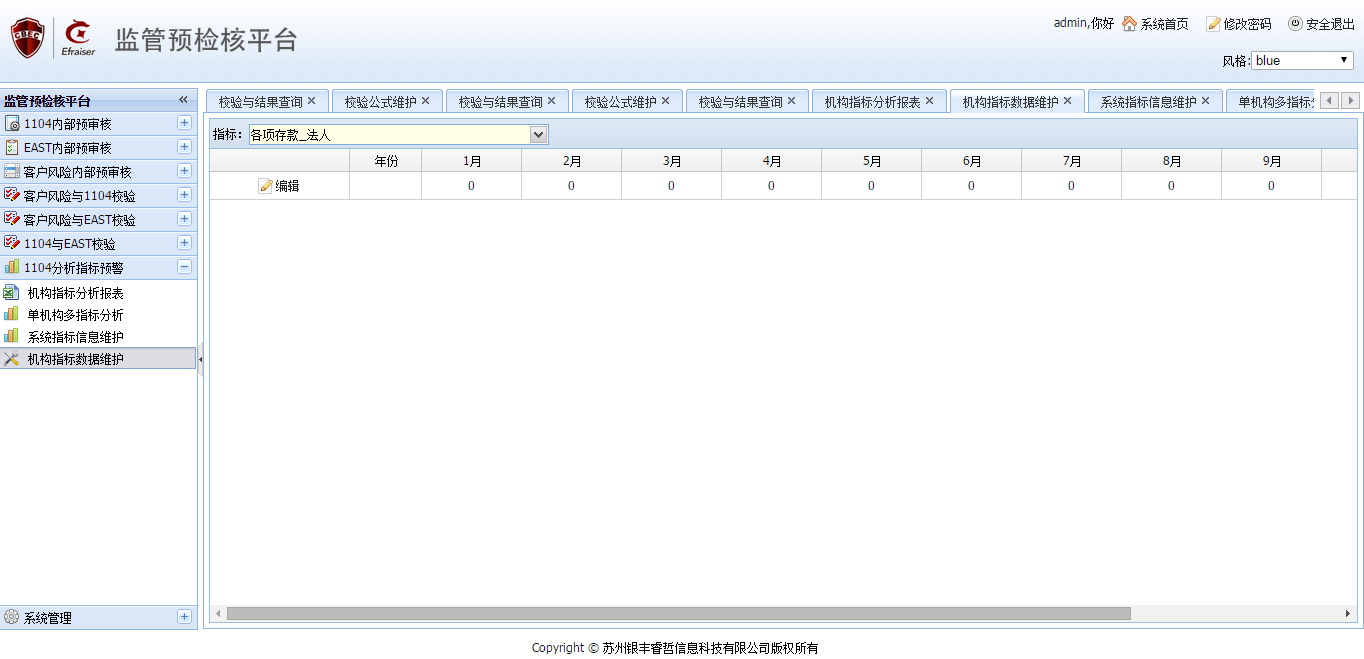 CBEC
Efraiser
监管预检核平台
admin,你好 系统首页 修改密码 安全退出
风格: blue
监管预检核平台
1104内部预审核
EAST内部预审核
客户风险内部预审核
客户风险与1104校验
客户风险与EAST校验
1104与EAST校验
1104分析指标预警
机构指标分析报表
单机构多指标分析
系统指标信息维护
机构指标数据维护
系统管理
校验与结果查询 校验公式维护 校验与结果查询 校验公式维护 校验与结果查询 机构指标分析报表 机构指标数据维护 系统指标信息维护 单机构多指标分
指标: 各项存款_法人
年份 1月 2月 3月 4月 5月 6月 7月 8月 9月
编辑 0 0 0 0 0 0 0 0 0
Copyright © 苏州银丰睿哲信息科技有限公司版权所有